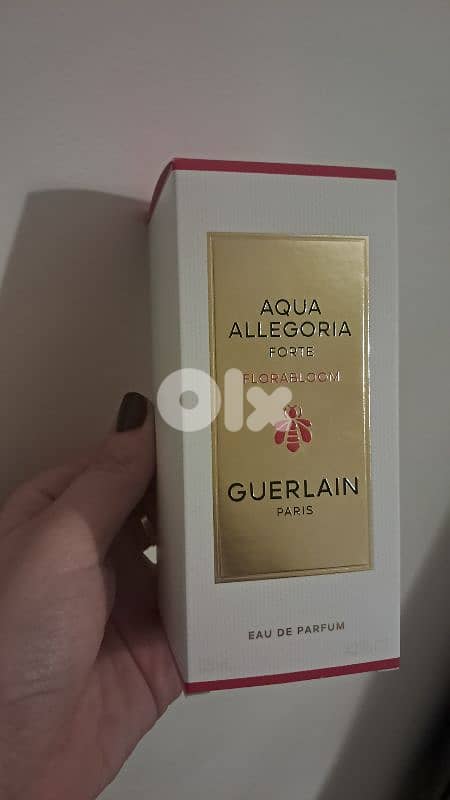 AQUA
ALLEGORIA
FORTE
FLORABLOOM
Olx
GUERLAIN
PARIS
EAU DE PARFUM